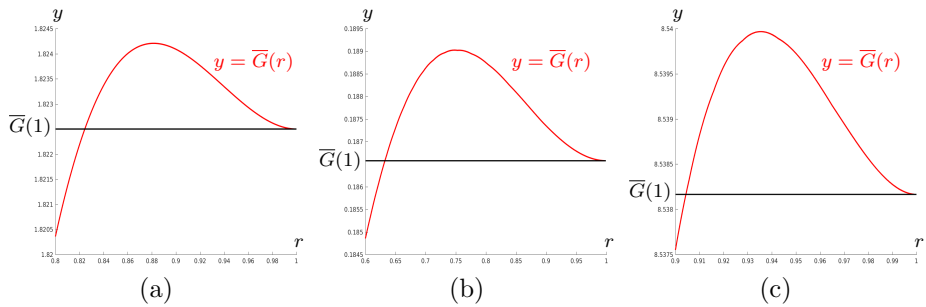 y
1.8245
1.824
1.8235
1.823
1.822
1.8215
1.821
1.8205
1.82
G̅(1)
y = G̅(r)
r
0.8 0.82 0.84 0.86 0.88 0.9 0.92 0.94 0.96 0.98 1
(a)
y
0.1895
0.189
0.1885
0.188
0.1875
0.187
0.186
0.1855
0.185
0.1845
G̅(1)
y = G̅(r)
r
0.6 0.65 0.7 0.75 0.8 0.85 0.9 0.95 1
(b)
y
8.54
8.5395
8.539
8.5385
8.538
8.5375
G̅(1)
y = G̅(r)
r
0.9 0.91 0.92 0.93 0.94 0.95 0.96 0.97 0.98 0.99 1
(c)